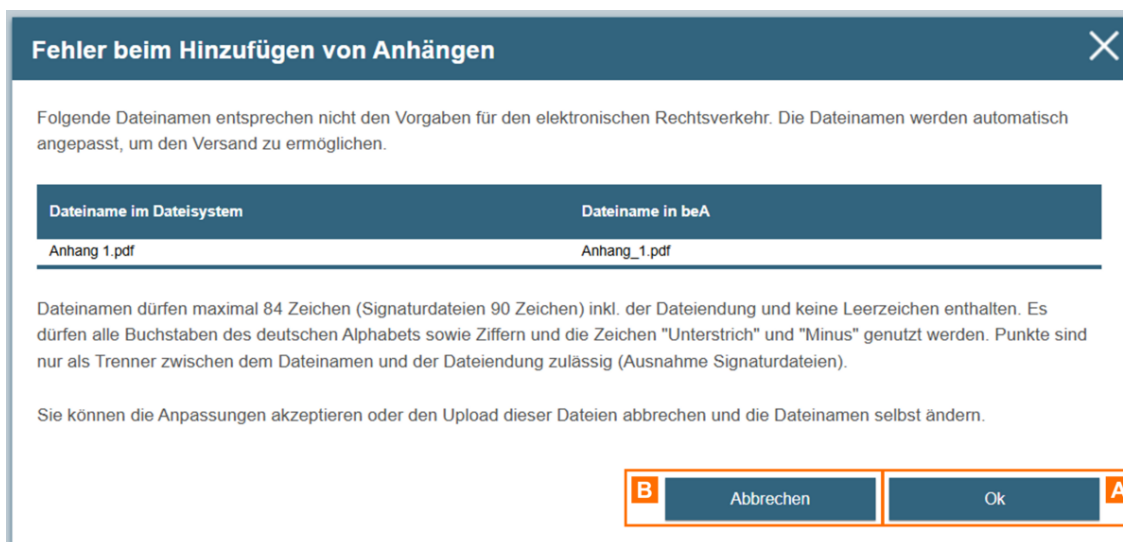 Fehler beim Hinzufügen von Anhängen
Folgende Dateinamen entsprechen nicht den Vorgaben für den elektronischen Rechtsverkehr. Die Dateinamen werden automatisch
angepasst, um den Versand zu ermöglichen.
Dateiname im Dateisystem Dateiname in beA
Anhang 1.pdf Anhang_1.pdf
Dateinamen dürfen maximal 84 Zeichen (Signaturdateien 90 Zeichen) inkl. der Dateiendung und keine Leerzeichen enthalten. Es
dürfen alle Buchstaben des deutschen Alphabets sowie Ziffern und die Zeichen "Unterstrich" und "Minus" genutzt werden. Punkte sind
nur als Trenner zwischen dem Dateinamen und der Dateiendung zulässig (Ausnahme Signaturdateien).
Sie können die Anpassungen akzeptieren oder den Upload dieser Dateien abbrechen und die Dateinamen selbst ändern.
B Abbrechen Ok A